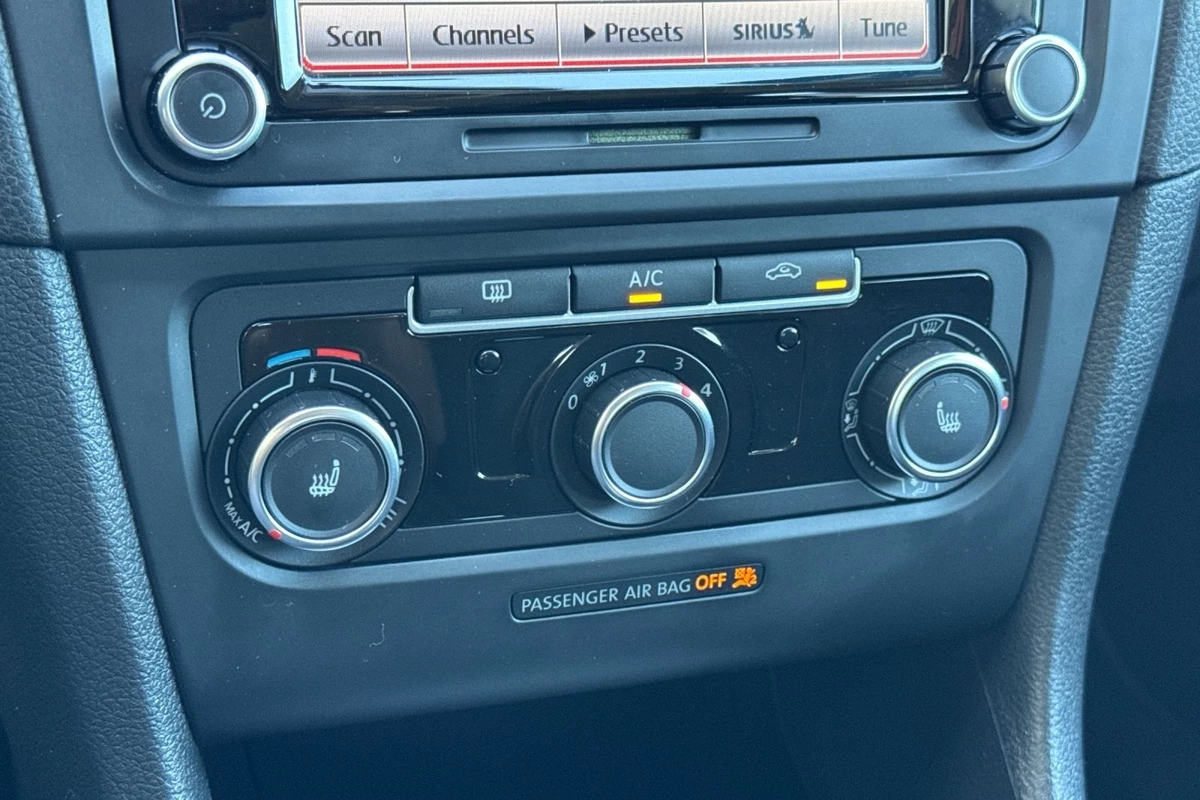 Scan Channels Presets SIRIUS Tune
A/C
0 1 2 3 4
MAX A/C
PASSENGER AIR BAG OFF